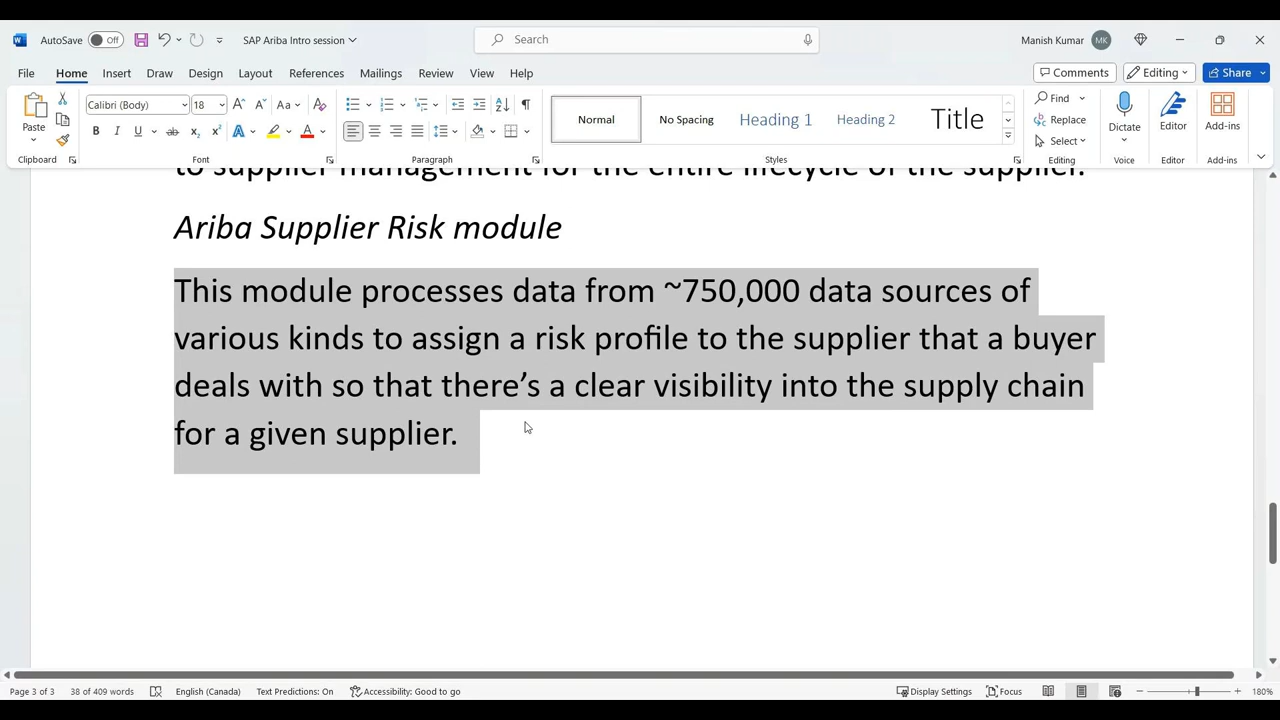 AutoSave Off SAP Ariba Intro session Search Manish Kumar MK
File Home Insert Draw Design Layout References Mailings Review View Help Comments Editing Share
Calibri (Body) 18 Aa Normal No Spacing Heading 1 Heading 2 Title Find
Replace
Select
Paste Dictate Editor Add-ins
Clipboard Font Paragraph Styles Editing Voice Editor Add-ins
to supplier management for the entire lifecycle of the supplier.
Ariba Supplier Risk module
This module processes data from ~750,000 data sources of
various kinds to assign a risk profile to the supplier that a buyer
deals with so that there’s a clear visibility into the supply chain
for a given supplier.
Page 3 of 3 38 of 409 words English (Canada) Text Predictions: On Accessibility: Good to go Display Settings Focus 180%